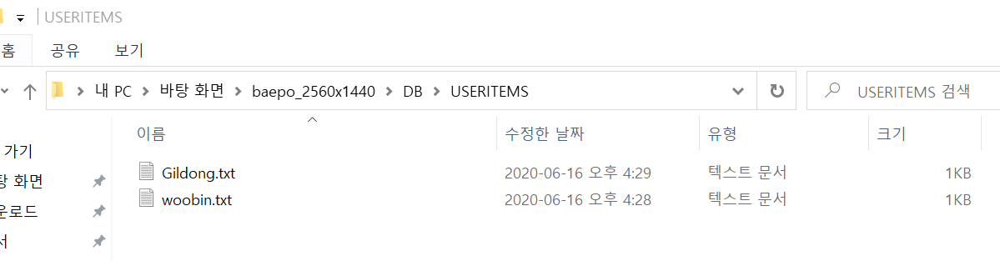 USERITEMS
홈 공유 보기
내 PC 바탕 화면 baepo_2560x1440 DB USERITEMS USERITEMS 검색
이름 수정한 날짜 유형 크기
가기
Gildong.txt 2020-06-16 오후 4:29 텍스트 문서 1KB
탕 화면
woobin.txt 2020-06-16 오후 4:28 텍스트 문서 1KB
운로드
서